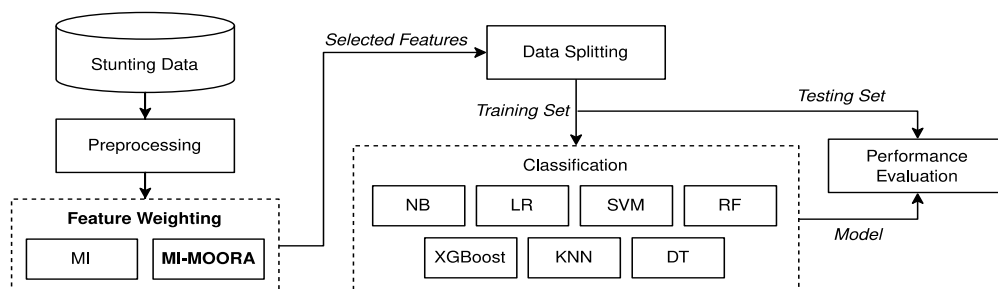 Stunting Data
Preprocessing
Feature Weighting
MI
MI-MOORA
Selected Features
Data Splitting
Training Set
Testing Set
Classification
NB
LR
SVM
RF
XGBoost
KNN
DT
Performance
Evaluation
Model